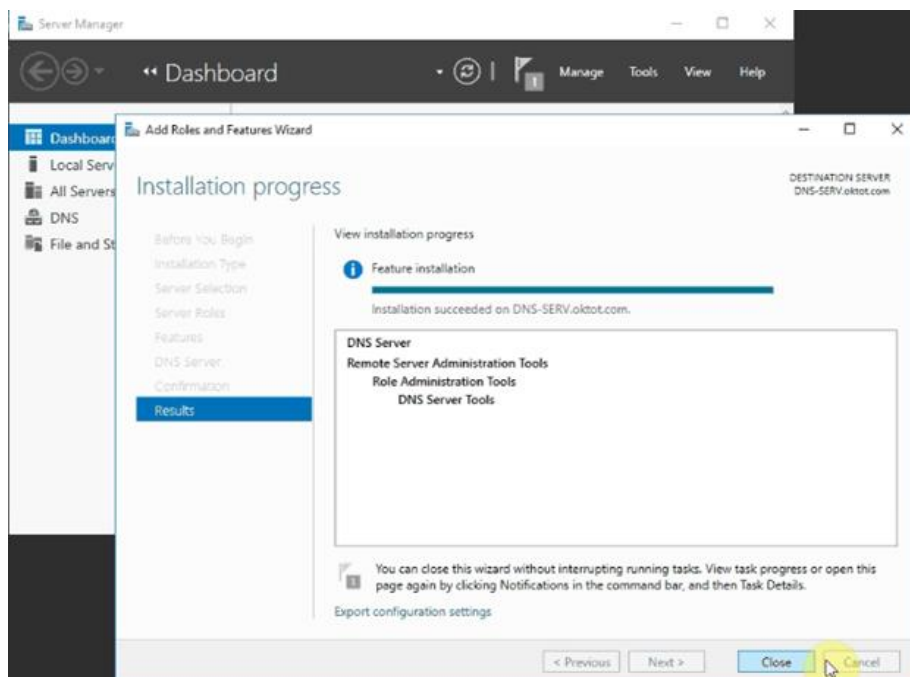 Server Manager
Dashboard
1
Manage
Tools
View
Help
Dashboard
Local Serv
All Servers
DNS
File and St
Add Roles and Features Wizard
Installation progress
DESTINATION SERVER
DNS-SERV.oktot.com
Before You Begin
Installation Type
Server Selection
Server Roles
Features
DNS Server
Confirmation
Results
View installation progress
Feature installation
Installation succeeded on DNS-SERV.oktot.com.
DNS Server
Remote Server Administration Tools
Role Administration Tools
DNS Server Tools
1
You can close this wizard without interrupting running tasks. View task progress or open this
page again by clicking Notifications in the command bar, and then Task Details.
Export configuration settings
< Previous
Next >
Close
Cancel